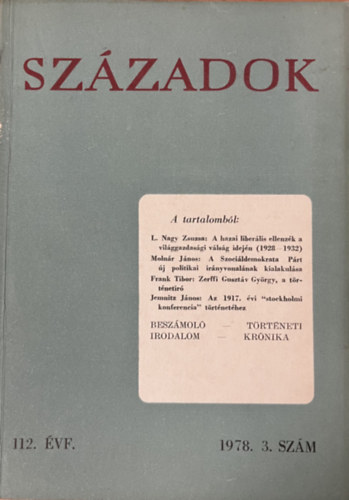 SZÁZADOK
A tartalomból:
L. Nagy Zsuzsa: A hazai liberális ellenzék a
világgazdasági válság idején (1928–1932)
Molnár János: A Szociáldemokrata Párt
új politikai irányvonalának kialakulása
Frank Tibor: Zerffi Gusztáv György, a tör-
ténetíró
Jemnitz János: Az 1917. évi "stockholmi
konferencia" történetéhez
BESZÁMOLÓ — TÖRTÉNETI
IRODALOM — KRÓNIKA
112. ÉVF. 1978. 3. SZÁM